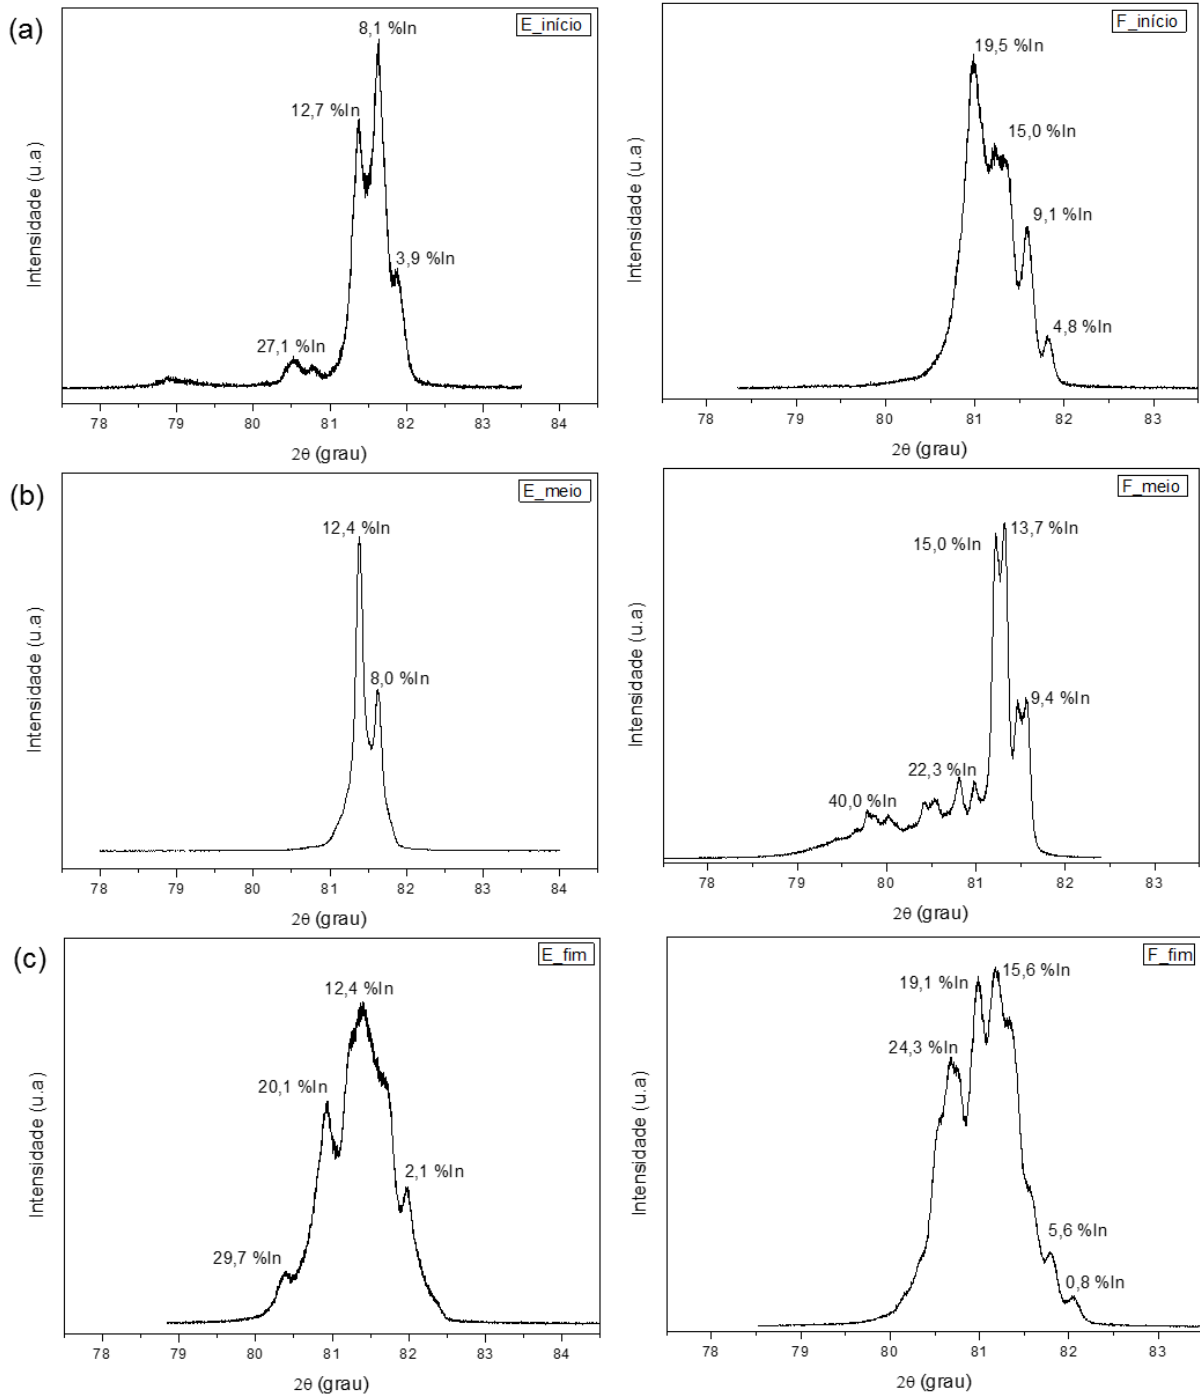 (a)
E_início
8,1 %In
12,7 %In
3,9 %In
27,1 %In
Intensidade (u.a)
78 79 80 81 82 83 84
2θ (grau)
F_início
19,5 %In
15,0 %In
9,1 %In
4,8 %In
Intensidade (u.a)
78 79 80 81 82 83
2θ (grau)
(b)
E_meio
12,4 %In
8,0 %In
Intensidade (u.a)
78 79 80 81 82 83 84
2θ (grau)
F_meio
13,7 %In
15,0 %In
9,4 %In
22,3 %In
40,0 %In
Intensidade (u.a)
78 79 80 81 82 83
2θ (grau)
(c)
E_fim
12,4 %In
20,1 %In
2,1 %In
29,7 %In
Intensidade (u.a)
78 79 80 81 82 83 84
2θ (grau)
F_fim
15,6 %In
19,1 %In
24,3 %In
5,6 %In
0,8 %In
Intensidade (u.a)
78 79 80 81 82 83
2θ (grau)